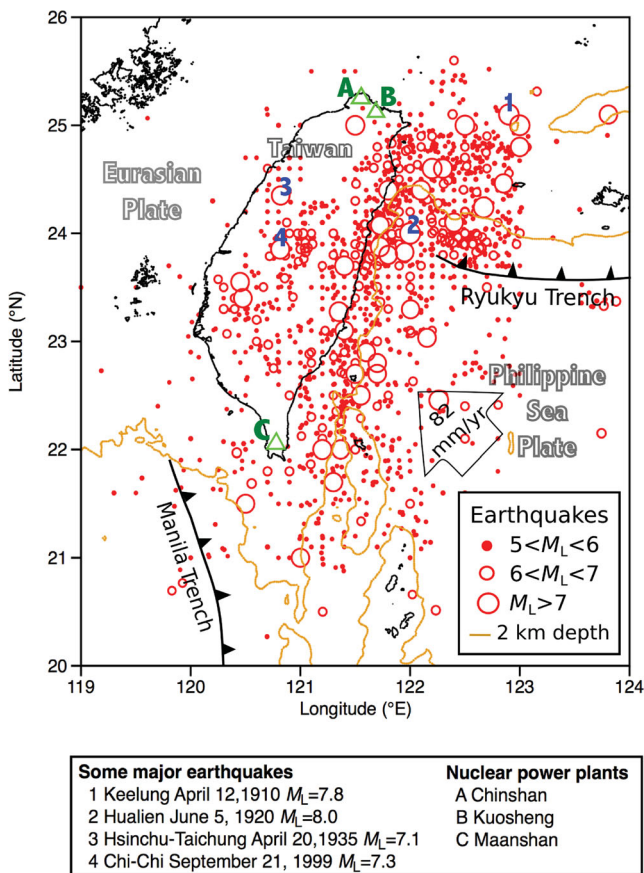 26
25
24
23
22
21
20
Latitude (°N)
119
120
121
122
123
124
Longitude (°E)
A
B
1
Taiwan
Eurasian
Plate
3
4
2
Ryukyu Trench
Philippine
Sea
Plate
82
mm/yr
C
Manila Trench
Earthquakes
5<ML<6
6<ML<7
ML>7
2 km depth
Some major earthquakes
1 Keelung April 12,1910 ML=7.8
2 Hualien June 5, 1920 ML=8.0
3 Hsinchu-Taichung April 20,1935 ML=7.1
4 Chi-Chi September 21, 1999 ML=7.3
Nuclear power plants
A Chinshan
B Kuosheng
C Maanshan